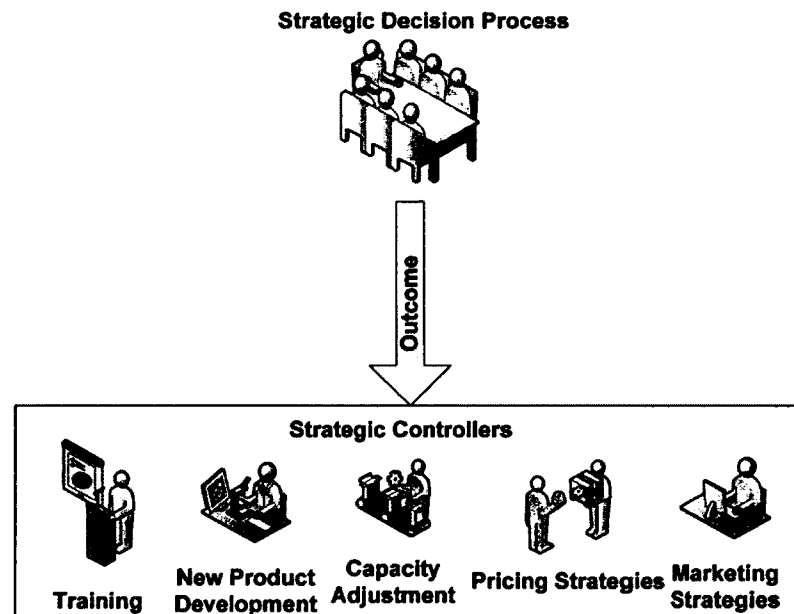 Strategic Decision Process
Outcome
Strategic Controllers
Training
New Product
Development
Capacity
Adjustment
Pricing Strategies
Marketing
Strategies